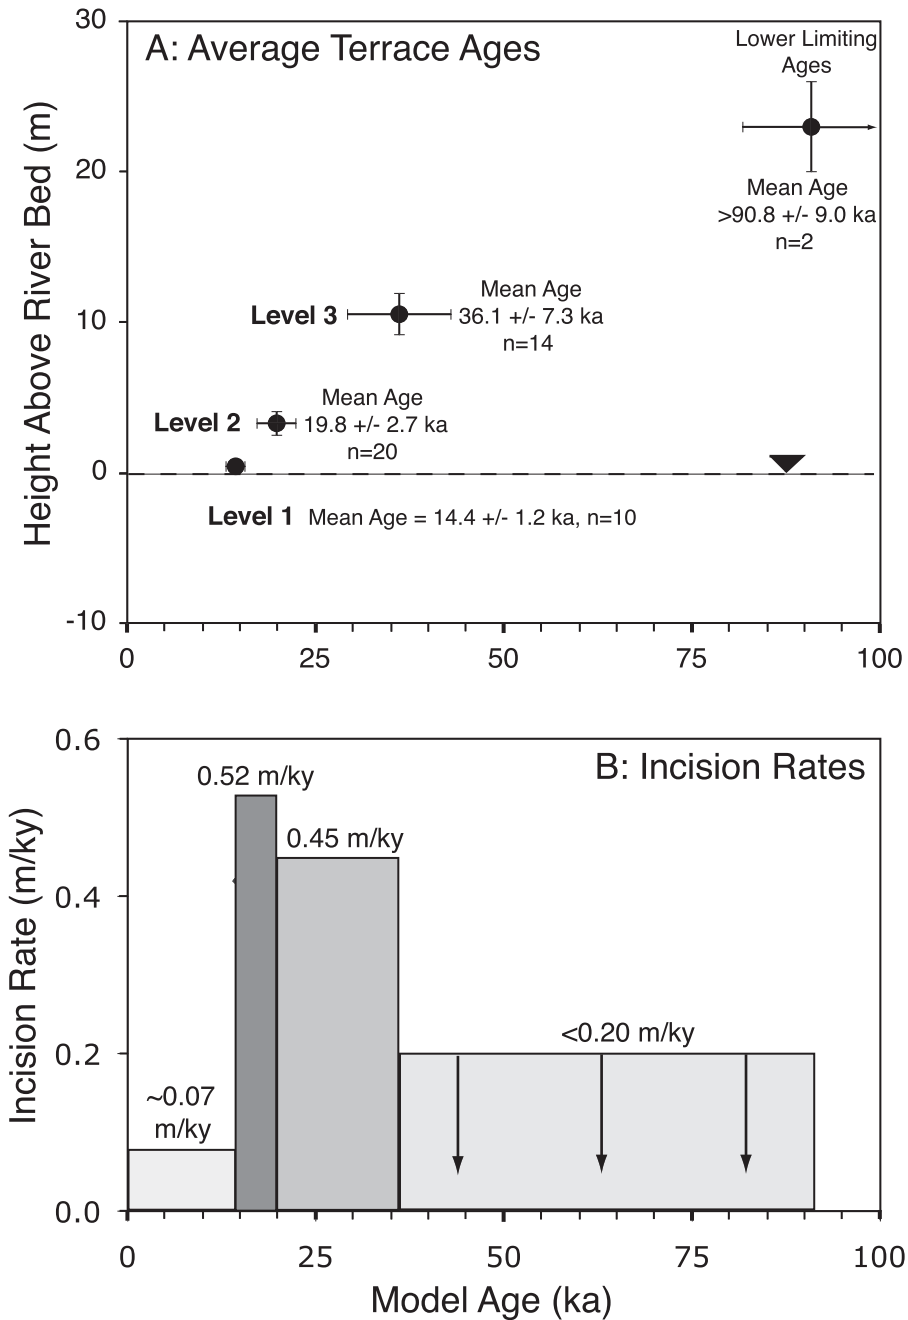 A: Average Terrace Ages
Lower Limiting
Ages
Mean Age
>90.8 +/- 9.0 ka
n=2
Mean Age
Level 3 36.1 +/- 7.3 ka
n=14
Mean Age
Level 2 19.8 +/- 2.7 ka
n=20
Level 1 Mean Age = 14.4 +/- 1.2 ka, n=10
Height Above River Bed (m)
30
20
10
0
-10
0 25 50 75 100
B: Incision Rates
0.52 m/ky
0.45 m/ky
<0.20 m/ky
~0.07
m/ky
Incision Rate (m/ky)
0.6
0.4
0.2
0.0
0 25 50 75 100
Model Age (ka)